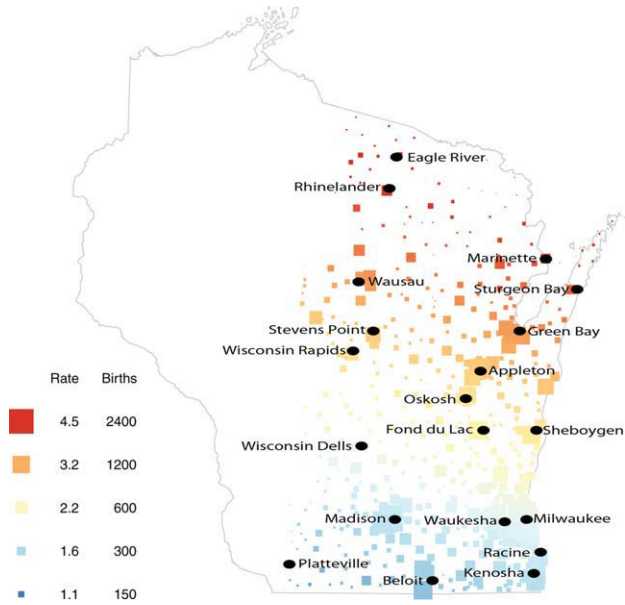 Eagle River
Rhinelander
Marinette
Wausau
Sturgeon Bay
Stevens Point
Green Bay
Wisconsin Rapids
Appleton
Rate Births
Oskosh
4.5 2400
Fond du Lac
Sheboygen
Wisconsin Dells
3.2 1200
2.2 600
Madison
Waukesha
Milwaukee
1.6 300
Racine
Platteville
Kenosha
Beloit
1.1 150